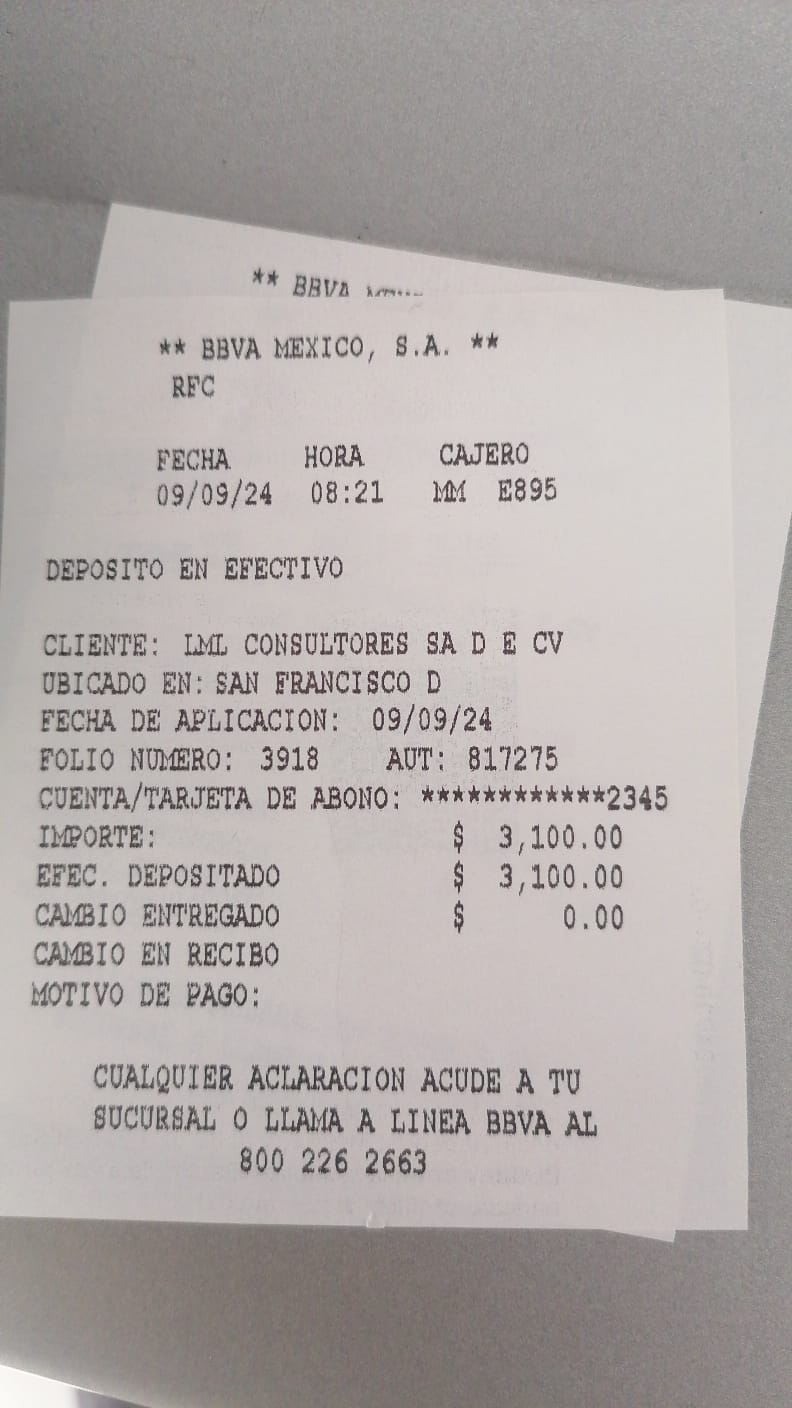 ** BBVA
** BBVA MEXICO, S.A. **
RFC
FECHA HORA CAJERO
09/09/24 08:21 MM E895
DEPOSITO EN EFECTIVO
CLIENTE: LML CONSULTORES SA D E CV
UBICADO EN: SAN FRANCISCO D
FECHA DE APLICACION: 09/09/24
FOLIO NUMERO: 3918 AUT: 817275
CUENTA/TARJETA DE ABONO: ************2345
IMPORTE: $ 3,100.00
EFEC. DEPOSITADO $ 3,100.00
CAMBIO ENTREGADO $ 0.00
CAMBIO EN RECIBO
MOTIVO DE PAGO:
CUALQUIER ACLARACION ACUDE A TU
SUCURSAL O LLAMA A LINEA BBVA AL
800 226 2663